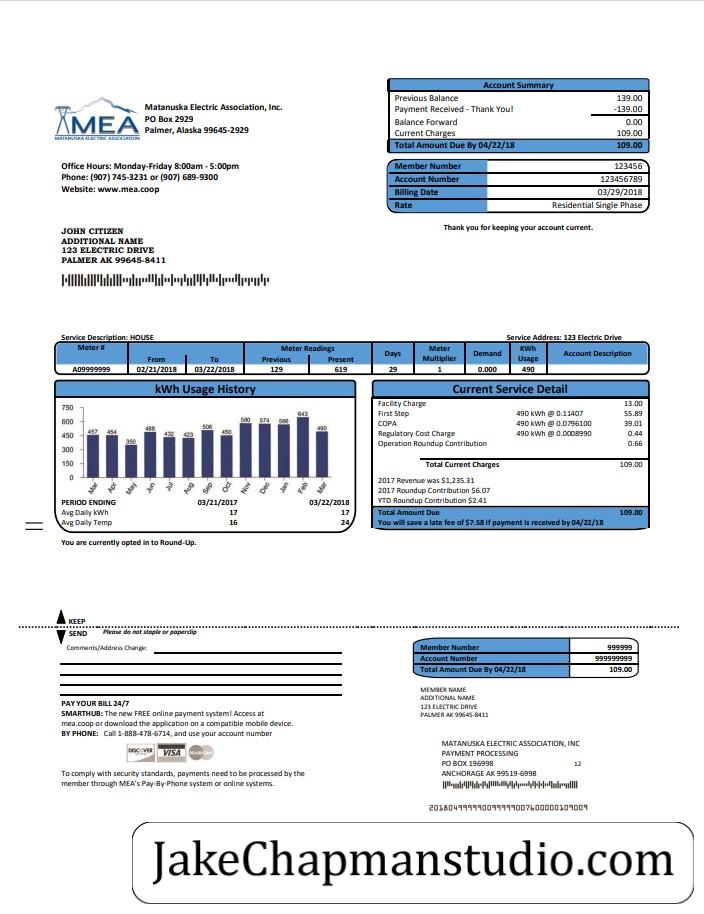 MEA
MATANUSKA ELECTRIC ASSOCIATION
Matanuska Electric Association, Inc.
PO Box 2929
Palmer, Alaska 99645-2929
Office Hours: Monday-Friday 8:00am - 5:00pm
Phone: (907) 745-3231 or (907) 689-9300
Website: www.mea.coop
Account Summary
Previous Balance 139.00
Payment Received - Thank You! -139.00
Balance Forward 0.00
Current Charges 109.00
Total Amount Due By 04/22/18 109.00
Member Number 123456
Account Number 123456789
Billing Date 03/29/2018
Rate Residential Single Phase
Thank you for keeping your account current.
JOHN CITIZEN
ADDITIONAL NAME
123 ELECTRIC DRIVE
PALMER AK 99645-8411
Service Description: HOUSE Service Address: 123 Electric Drive
Meter # From To Meter Readings Previous Present Days Meter Multiplier Demand KWh Usage Account Description
A09999999 02/21/2018 03/22/2018 129 619 29 1 0.000 490
kWh Usage History
750
600
450
300
150
0
457 454 350 488 432 423 506 450 580 574 566 643 490
Mar Apr May Jun Jul Aug Sep Oct Nov Dec Jan Feb Mar
PERIOD ENDING 03/21/2017 03/22/2018
Avg Daily kWh 17 17
Avg Daily Temp 16 24
You are currently opted in to Round-Up.
Current Service Detail
Facility Charge 13.00
First Step 490 kWh @ 0.11407 55.89
COPA 490 kWh @ 0.0796100 39.01
Regulatory Cost Charge 490 kWh @ 0.0008990 0.44
Operation Roundup Contribution 0.66
Total Current Charges 109.00
2017 Revenue was $1,235.31
2017 Roundup Contribution $6.07
YTD Roundup Contribution $2.41
Total Amount Due 109.00
You will save a late fee of $7.58 if payment is received by 04/22/18
KEEP
SEND Please do not staple or paperclip
Comments/Address Change:
PAY YOUR BILL 24/7
SMARTHUB: The new FREE online payment system! Access at
mea.coop or download the application on a compatible mobile device.
BY PHONE: Call 1-888-478-6714, and use your account number
DISCOVER VISA MasterCard
To comply with security standards, payments need to be processed by the
member through MEA's Pay-By-Phone system or online systems.
Member Number 999999
Account Number 999999999
Total Amount Due By 04/22/18 109.00
MEMBER NAME
ADDITIONAL NAME
123 ELECTRIC DRIVE
PALMER AK 99645-8411
MATANUSKA ELECTRIC ASSOCIATION, INC
PAYMENT PROCESSING
PO BOX 196998 12
ANCHORAGE AK 99519-6998
JakeChapmanstudio.com